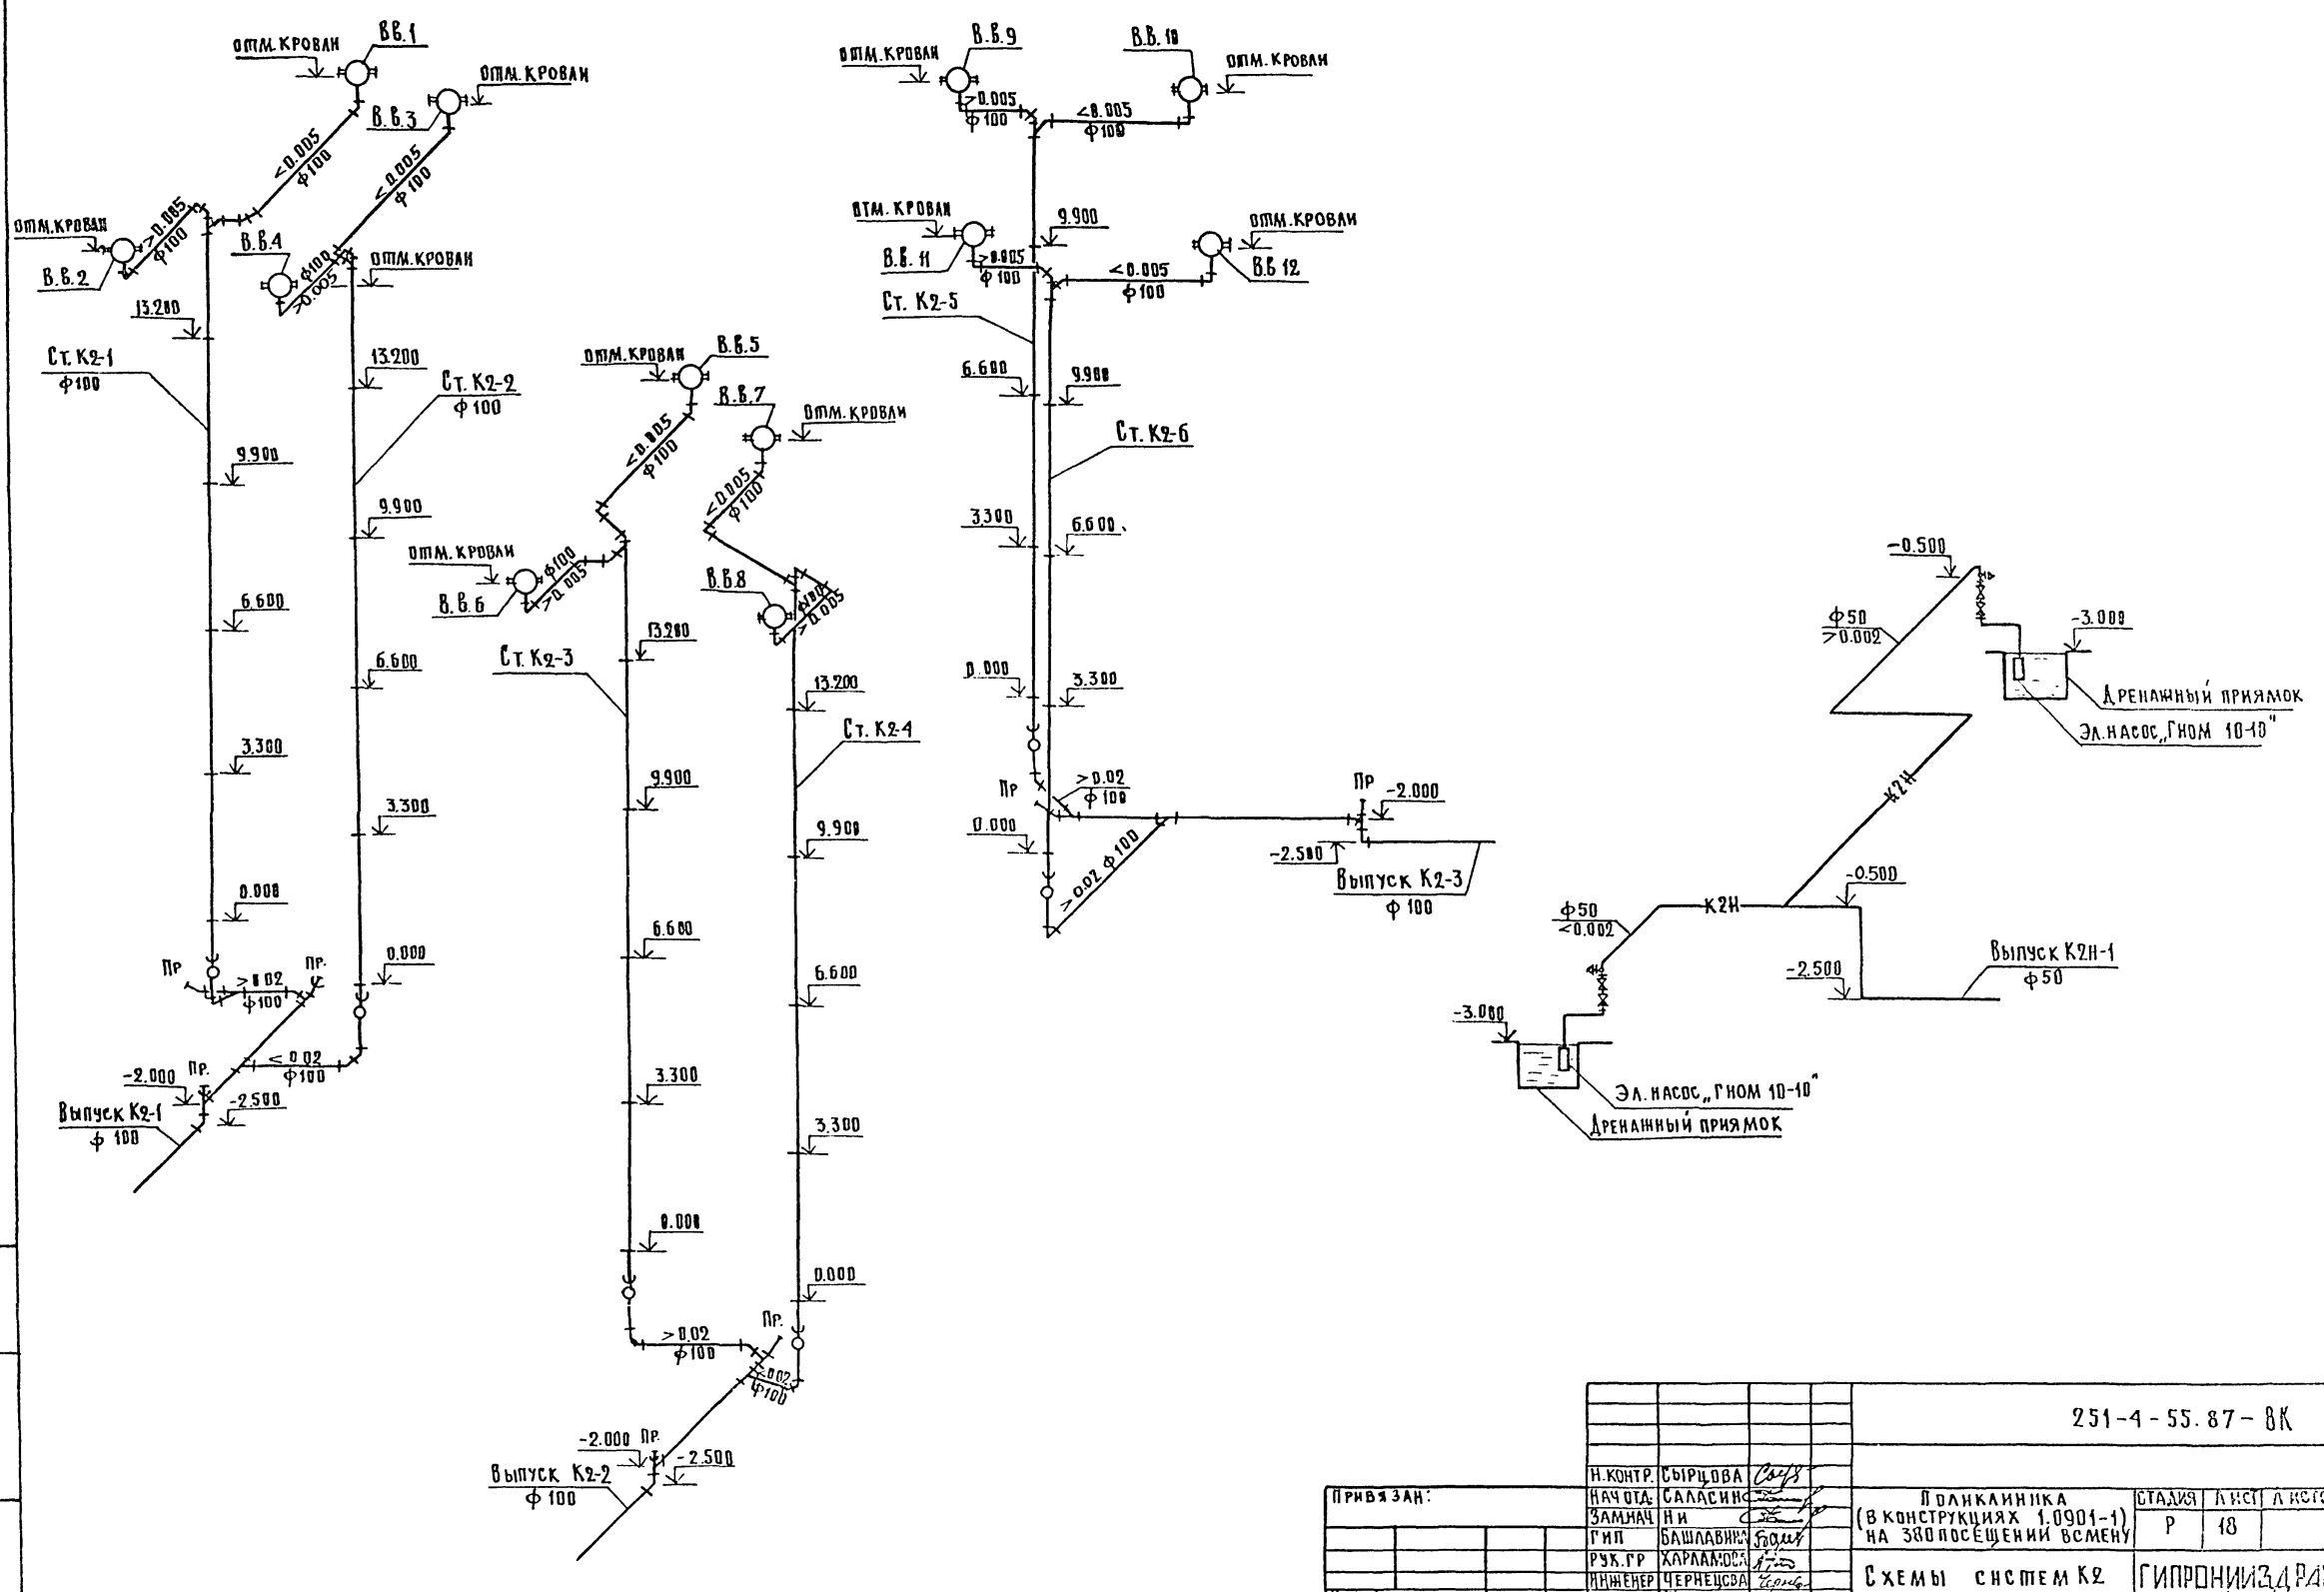 ОТМ. КРОВЛИ
В.В.1
ОТМ. КРОВЛИ
В.В.3
<0.005
ф100
<0.005
ф100
ОТМ. КРОВЛИ
В.В.2
>0.005
ф100
В.В.4
ф100
>0.005
ОТМ. КРОВЛИ
13.200
Ст. К2-1
ф100
13.200
Ст. К2-2
ф100
9.900
9.900
6.600
6.600
3.300
3.300
0.000
0.000
Пр
>0.02
ф100
Пр.
<0.02
ф100
Пр.
-2.000
-2.500
Выпуск К2-1
ф 100
ОТМ. КРОВЛИ
В.В.5
В.В.7
ОТМ. КРОВЛИ
<0.005
ф100
<0.005
ф100
ОТМ. КРОВЛИ
В.В.6
ф100
>0.005
В.В.8
ф100
>0.005
13.200
Ст. К2-3
13.200
Ст. К2-4
9.900
9.900
6.600
6.600
3.300
3.300
0.000
0.000
Пр.
>0.02
ф100
<0.02
ф100
-2.000
Пр.
-2.500
Выпуск К2-2
ф 100
ОТМ. КРОВЛИ
В.В.9
В.В.10
ОТМ. КРОВЛИ
>0.005
ф100
<0.005
ф100
ОТМ. КРОВЛИ
В.В.11
9.900
ОТМ. КРОВЛИ
В.В 12
>0.005
ф100
<0.005
ф100
Ст. К2-5
6.600
9.900
Ст. К2-6
3.300
6.600
0.000
3.300
Пр
>0.02
ф100
Пр
-2.000
0.000
>0.02 ф100
-2.500
Выпуск К2-3
ф 100
-0.500
ф50
>0.002
-3.000
ДРЕНАЖНЫЙ ПРИЯМОК
ЭЛ.НАСОС „ГНОМ 10-10"
К2Н
-0.500
ф50
<0.002
К2Н
-2.500
Выпуск К2Н-1
ф50
-3.000
ЭЛ. НАСОС „ГНОМ 10-10"
ДРЕНАЖНЫЙ ПРИЯМОК
251-4-55.87-ВК
ПРИВЯЗАН:
Н.КОНТР. СЫРЦОВА
НАЧ ОТД. САЛАСИН
ЗАМ.НАЧ НИ
ГИП
РУК.ГР ХАРЛАМОВА
ИНЖЕНЕР ЧЕРНЕЦОВА
ПОЛИКЛИНИКА
(В КОНСТРУКЦИЯХ 1.0901-1)
НА 380 ПОСЕЩЕНИЙ В СМЕНУ
СТАДИЯ ЛИСТ
Р 18
СХЕМЫ СИСТЕМ К2